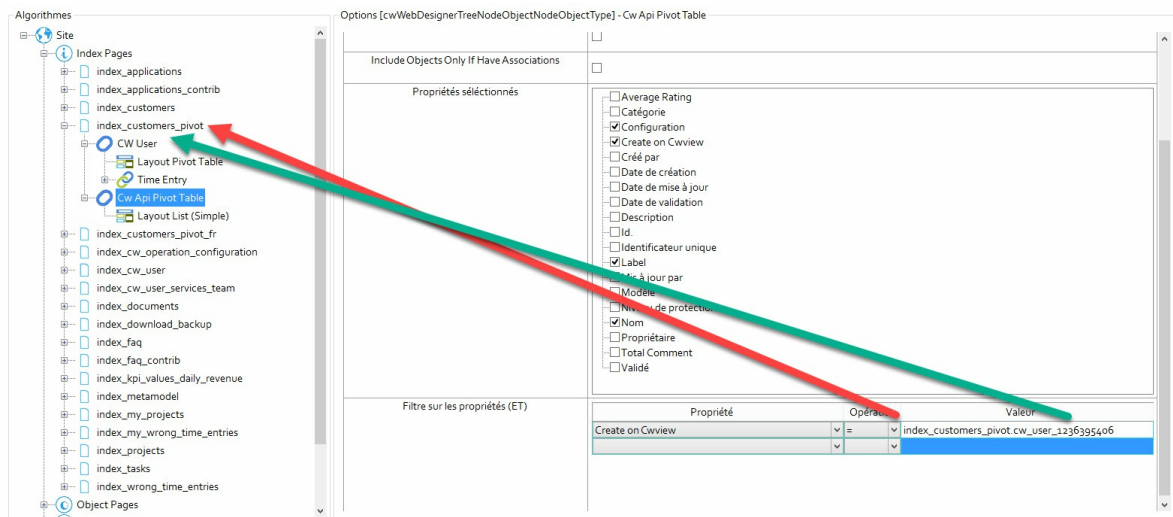 Algorithmes
Site
Index Pages
index_applications
index_applications_contrib
index_customers
index_customers_pivot
CW User
Layout Pivot Table
Time Entry
Cw Api Pivot Table
Layout List (Simple)
index_customers_pivot_fr
index_cw_operation_configuration
index_cw_user
index_cw_user_services_team
index_documents
index_download_backup
index_faq
index_faq_contrib
index_kpi_values_daily_revenue
index_metamodel
index_my_projects
index_my_wrong_time_entries
index_projects
index_tasks
index_wrong_time_entries
Object Pages
Options [cwWebDesignerTreeNodeObjectNodeObjectType] - Cw Api Pivot Table
Include Objects Only If Have Associations
Propriétés séléctionnés
Average Rating
Catégorie
Configuration
Create on Cwview
Créé par
Date de création
Date de mise à jour
Date de validation
Description
Id.
Identificateur unique
Label
Mis à jour par
Modèle
Niveau de protection
Nom
Propriétaire
Total Comment
Validé
Filtre sur les propriétés (ET)
Propriété Valeur
Create on Cwview = index_customers_pivot.cw_user_1236395406